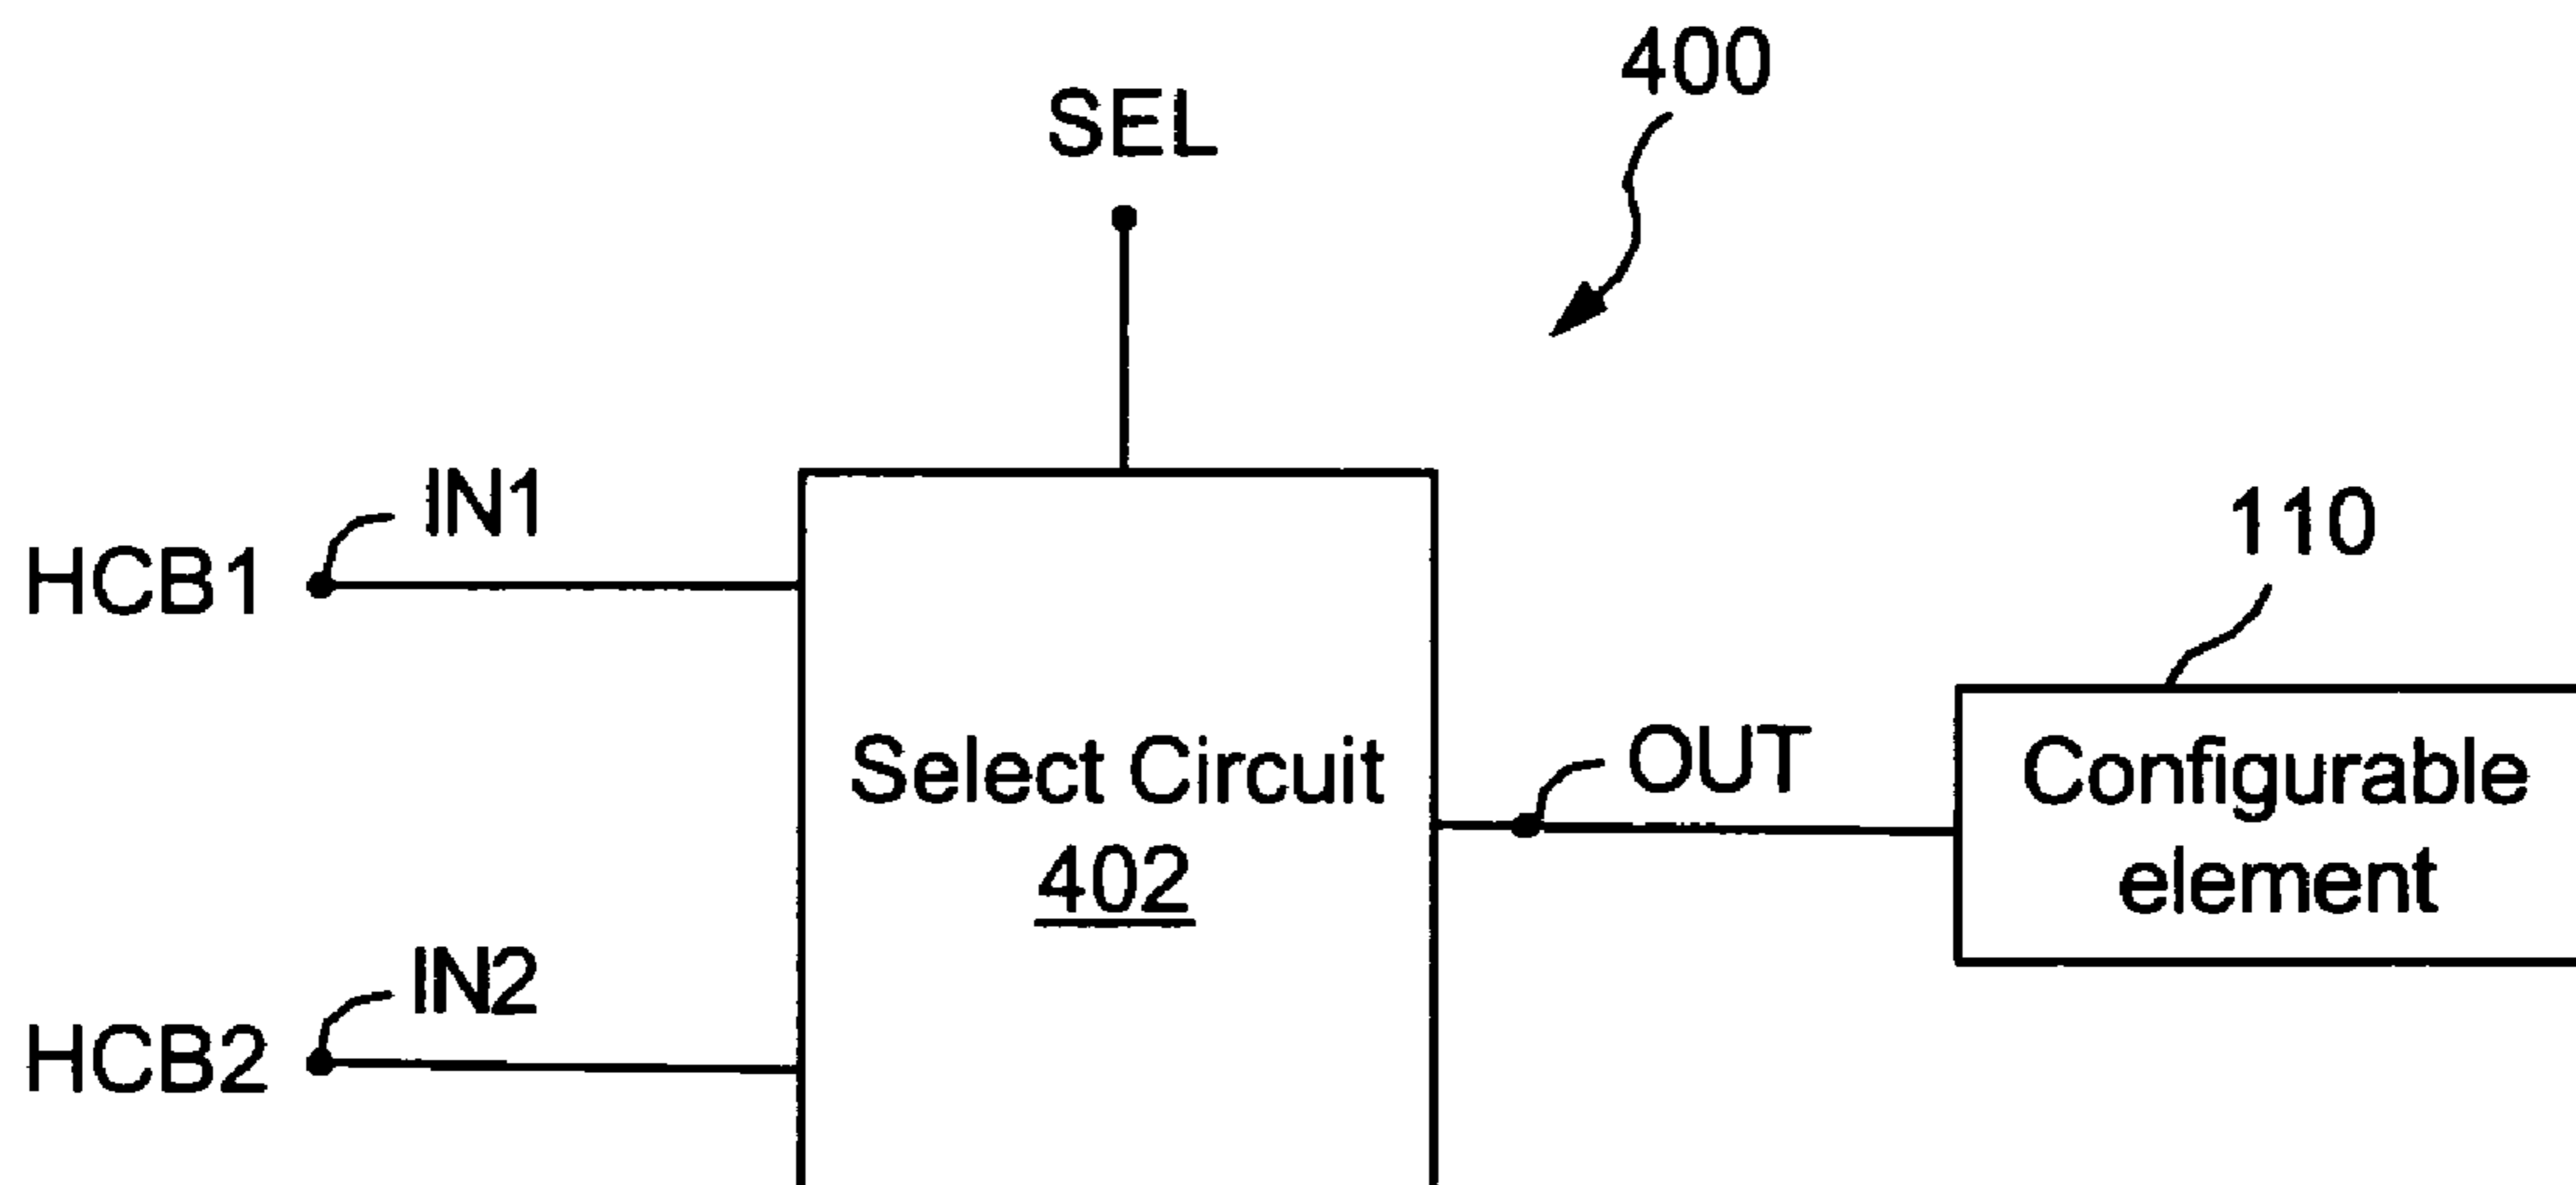 400
SEL
IN1
HCB1
110
Select Circuit
402
OUT
Configurable
element
IN2
HCB2